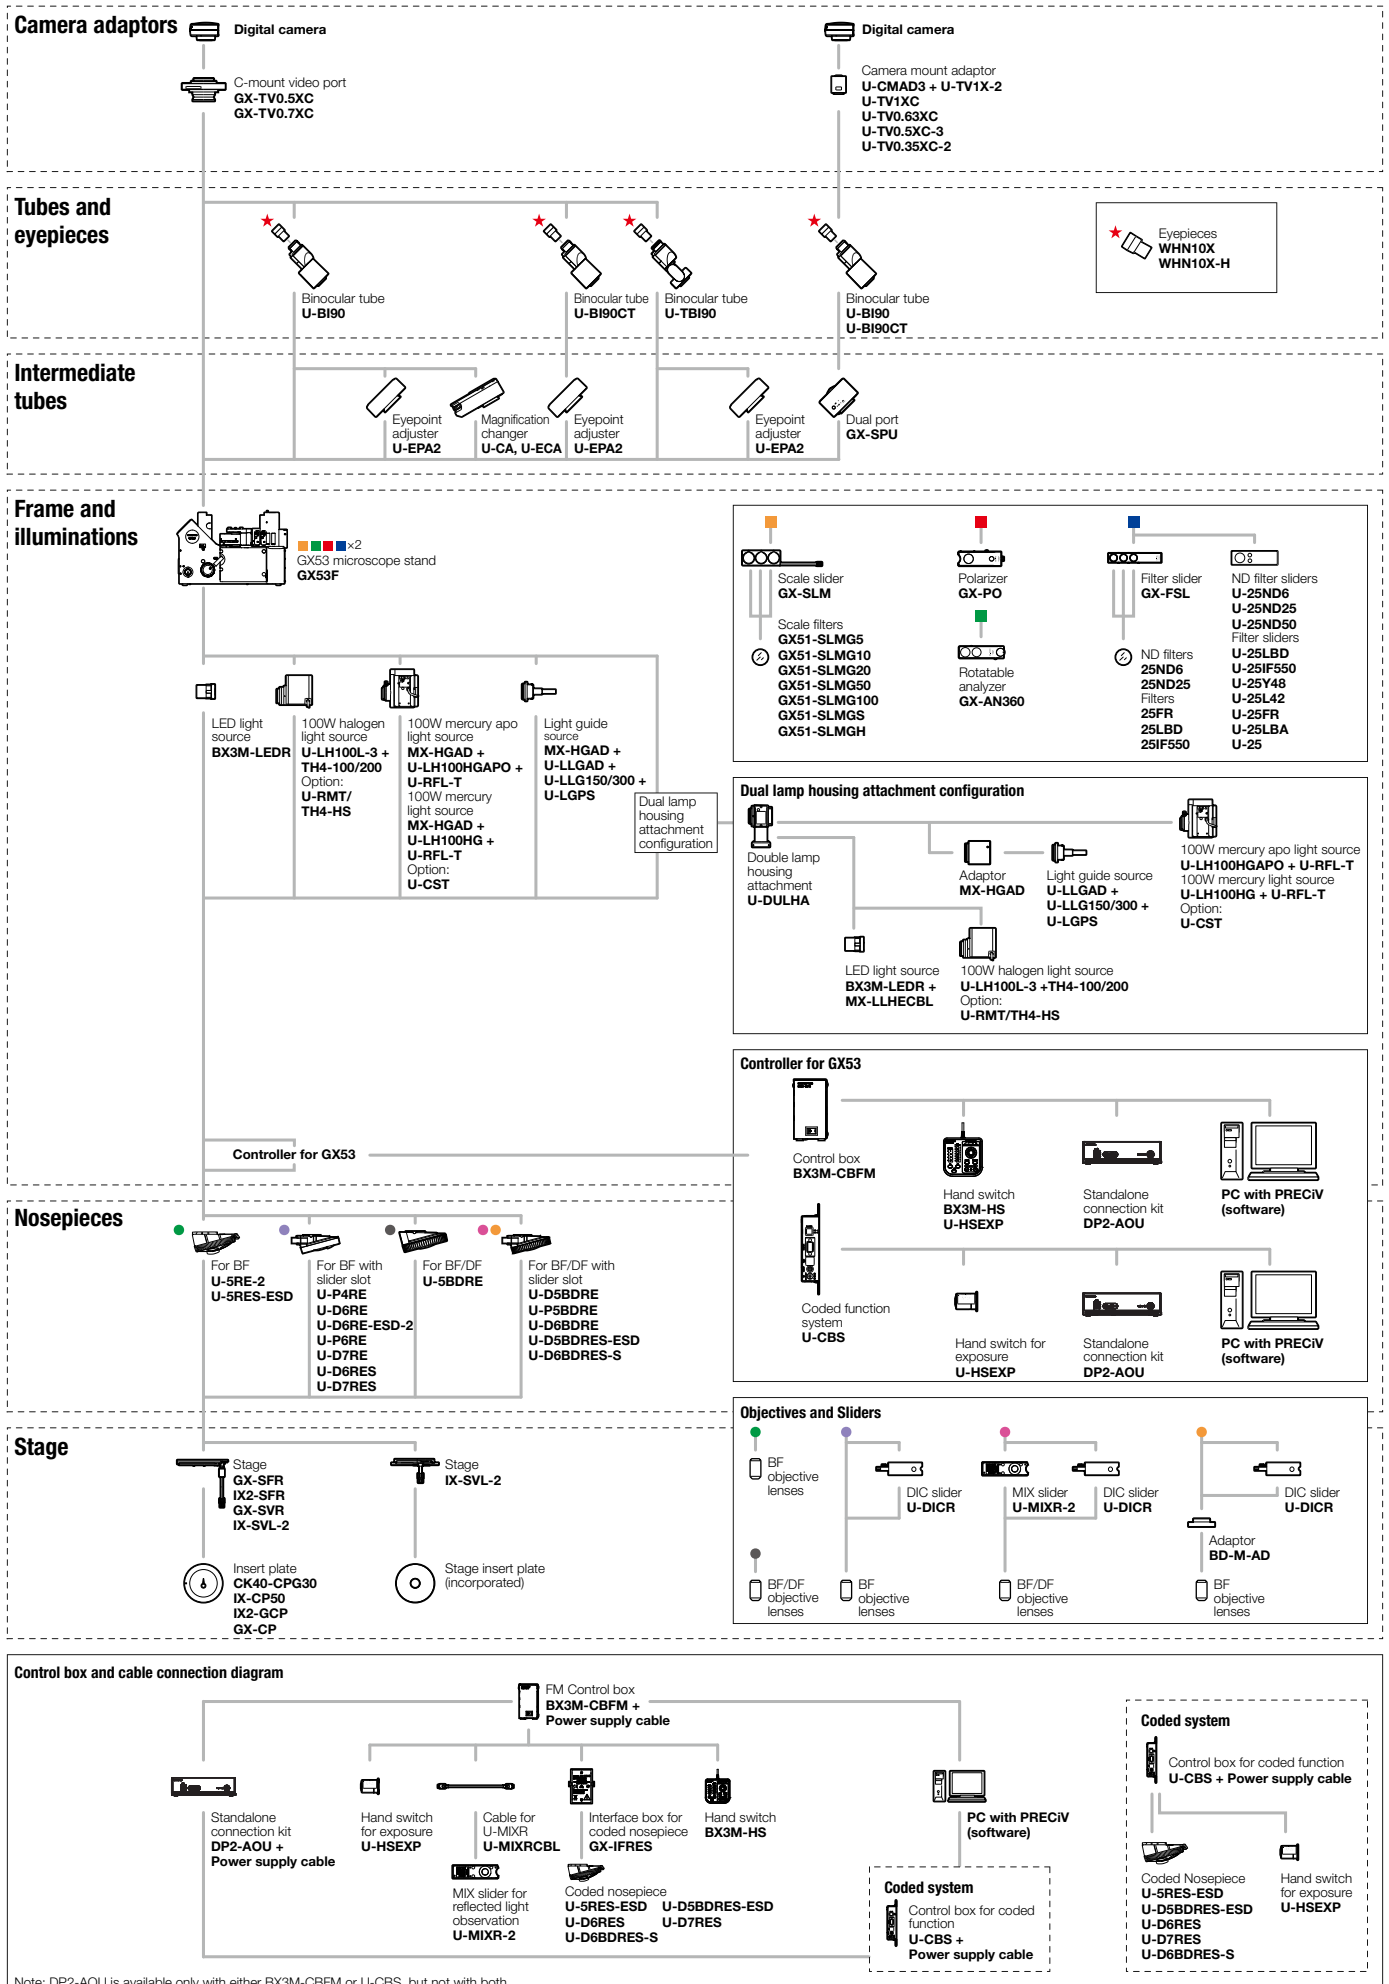 Camera adaptors
Digital camera
C-mount video port
GX-TV0.5XC
GX-TV0.7XC
Digital camera
Camera mount adaptor
U-CMAD3 + U-TV1X-2
U-TV1XC
U-TV0.63XC
U-TV0.5XC-3
U-TV0.35XC-2
Tubes and
eyepieces
Binocular tube
U-BI90
Binocular tube
U-BI90CT
Binocular tube
U-TBI90
Binocular tube
U-BI90
U-BI90CT
Eyepieces
WHN10X
WHN10X-H
Intermediate
tubes
Eyepoint
adjuster
U-EPA2
Magnification
changer
U-CA, U-ECA
Eyepoint
adjuster
U-EPA2
Eyepoint
adjuster
U-EPA2
Dual port
GX-SPU
Frame and
illuminations
×2
GX53 microscope stand
GX53F
Scale slider
GX-SLM
Scale filters
GX51-SLMG5
GX51-SLMG10
GX51-SLMG20
GX51-SLMG50
GX51-SLMG100
GX51-SLMGS
GX51-SLMGH
Polarizer
GX-PO
Rotatable
analyzer
GX-AN360
Filter slider
GX-FSL
ND filters
25ND6
25ND25
Filters
25FR
25LBD
25IF550
ND filter sliders
U-25ND6
U-25ND25
U-25ND50
Filter sliders
U-25LBD
U-25IF550
U-25Y48
U-25L42
U-25FR
U-25LBA
U-25
LED light
source
BX3M-LEDR
100W halogen
light source
U-LH100L-3 +
TH4-100/200
Option:
U-RMT/
TH4-HS
100W mercury apo
light source
MX-HGAD +
U-LH100HGAPO +
U-RFL-T
100W mercury
light source
MX-HGAD +
U-LH100HG +
U-RFL-T
Option:
U-CST
Light guide
source
MX-HGAD +
U-LLGAD +
U-LLG150/300 +
U-LGPS
Dual lamp
housing
attachment
configuration
Dual lamp housing attachment configuration
Double lamp
housing
attachment
U-DULHA
Adaptor
MX-HGAD
Light guide source
U-LLGAD +
U-LLG150/300 +
U-LGPS
100W mercury apo light source
U-LH100HGAPO + U-RFL-T
100W mercury light source
U-LH100HG + U-RFL-T
Option:
U-CST
LED light source
BX3M-LEDR +
MX-LLHECBL
100W halogen light source
U-LH100L-3 +TH4-100/200
Option:
U-RMT/TH4-HS
Controller for GX53
Controller for GX53
Control box
BX3M-CBFM
Hand switch
BX3M-HS
U-HSEXP
Standalone
connection kit
DP2-AOU
PC with PRECiV
(software)
Coded function
system
U-CBS
Hand switch for
exposure
U-HSEXP
Standalone
connection kit
DP2-AOU
PC with PRECiV
(software)
Nosepieces
For BF
U-5RE-2
U-5RES-ESD
For BF with
slider slot
U-P4RE
U-D6RE
U-D6RE-ESD-2
U-P6RE
U-D7RE
U-D6RES
U-D7RES
For BF/DF
U-5BDRE
For BF/DF with
slider slot
U-D5BDRE
U-P5BDRE
U-D6BDRE
U-D5BDRES-ESD
U-D6BDRES-S
Stage
Stage
GX-SFR
IX2-SFR
GX-SVR
IX-SVL-2
Stage
IX-SVL-2
Insert plate
CK40-CPG30
IX-CP50
IX2-GCP
GX-CP
Stage insert plate
(incorporated)
Objectives and Sliders
BF
objective
lenses
DIC slider
U-DICR
MIX slider
U-MIXR-2
DIC slider
U-DICR
DIC slider
U-DICR
Adaptor
BD-M-AD
BF/DF
objective
lenses
BF
objective
lenses
BF/DF
objective
lenses
BF
objective
lenses
Control box and cable connection diagram
FM Control box
BX3M-CBFM +
Power supply cable
Standalone
connection kit
DP2-AOU +
Power supply cable
Hand switch
for exposure
U-HSEXP
Cable for
U-MIXR
U-MIXRCBL
Interface box for
coded nosepiece
GX-IFRES
Hand switch
BX3M-HS
PC with PRECiV
(software)
MIX slider for
reflected light
observation
U-MIXR-2
Coded nosepiece
U-5RES-ESD U-D5BDRES-ESD
U-D6RES U-D7RES
U-D6BDRES-S
Coded system
Control box for coded
function
U-CBS +
Power supply cable
Coded system
Control box for coded function
U-CBS + Power supply cable
Coded Nosepiece
U-5RES-ESD
U-D5BDRES-ESD
U-D6RES
U-D7RES
U-D6BDRES-S
Hand switch
for exposure
U-HSEXP
Note: DP2-AOU is available only with either BX3M-CBFM or U-CBS, but not with both